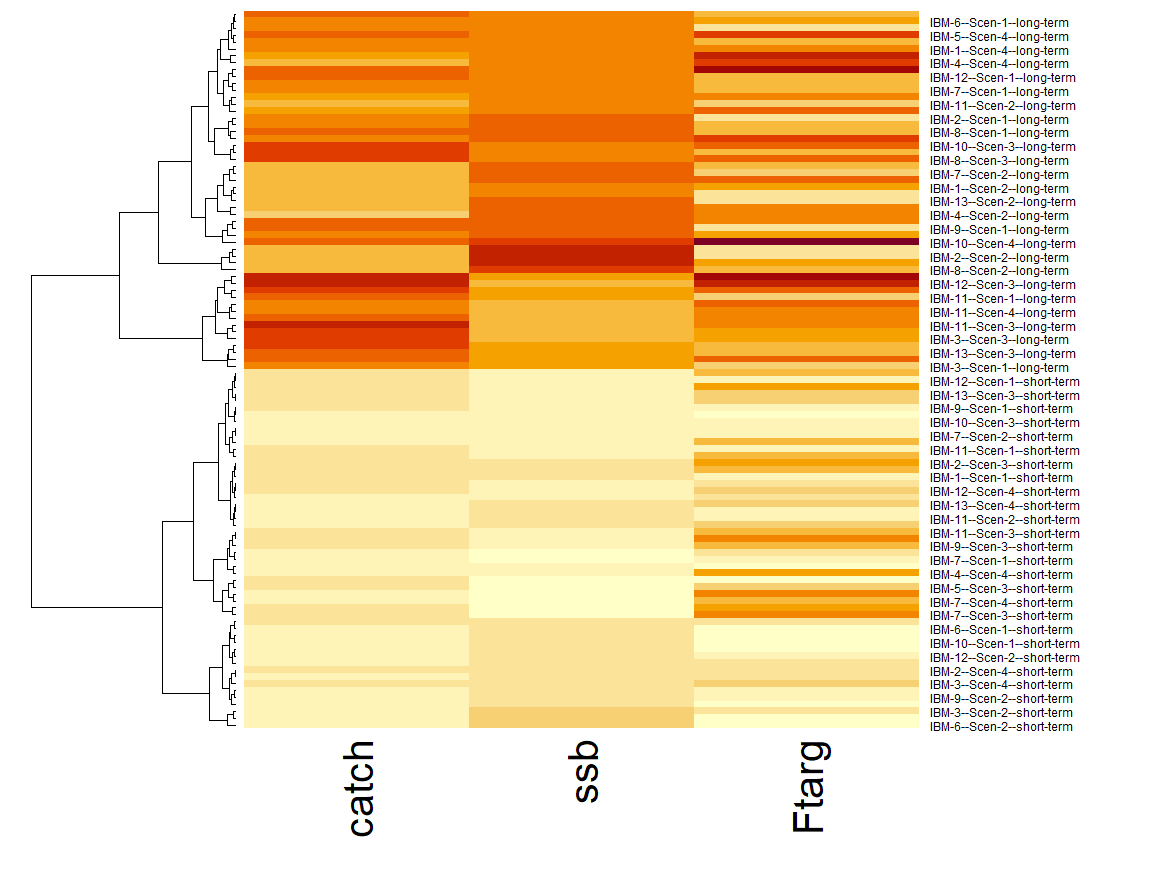 IBM-6--Scen-1--long-term
IBM-5--Scen-4--long-term
IBM-1--Scen-4--long-term
IBM-4--Scen-4--long-term
IBM-12--Scen-1--long-term
IBM-7--Scen-1--long-term
IBM-11--Scen-2--long-term
IBM-2--Scen-1--long-term
IBM-8--Scen-1--long-term
IBM-10--Scen-3--long-term
IBM-8--Scen-3--long-term
IBM-7--Scen-2--long-term
IBM-1--Scen-2--long-term
IBM-13--Scen-2--long-term
IBM-4--Scen-2--long-term
IBM-9--Scen-1--long-term
IBM-10--Scen-4--long-term
IBM-2--Scen-2--long-term
IBM-8--Scen-2--long-term
IBM-12--Scen-3--long-term
IBM-11--Scen-1--long-term
IBM-11--Scen-4--long-term
IBM-11--Scen-3--long-term
IBM-3--Scen-3--long-term
IBM-13--Scen-3--long-term
IBM-3--Scen-1--long-term
IBM-12--Scen-1--short-term
IBM-13--Scen-3--short-term
IBM-9--Scen-1--short-term
IBM-10--Scen-3--short-term
IBM-7--Scen-2--short-term
IBM-11--Scen-1--short-term
IBM-2--Scen-3--short-term
IBM-1--Scen-1--short-term
IBM-12--Scen-4--short-term
IBM-13--Scen-4--short-term
IBM-11--Scen-2--short-term
IBM-11--Scen-3--short-term
IBM-9--Scen-3--short-term
IBM-7--Scen-1--short-term
IBM-4--Scen-4--short-term
IBM-5--Scen-3--short-term
IBM-7--Scen-4--short-term
IBM-7--Scen-3--short-term
IBM-6--Scen-1--short-term
IBM-10--Scen-1--short-term
IBM-12--Scen-2--short-term
IBM-2--Scen-4--short-term
IBM-3--Scen-4--short-term
IBM-9--Scen-2--short-term
IBM-3--Scen-2--short-term
IBM-6--Scen-2--short-term
catch
ssb
Ftarg